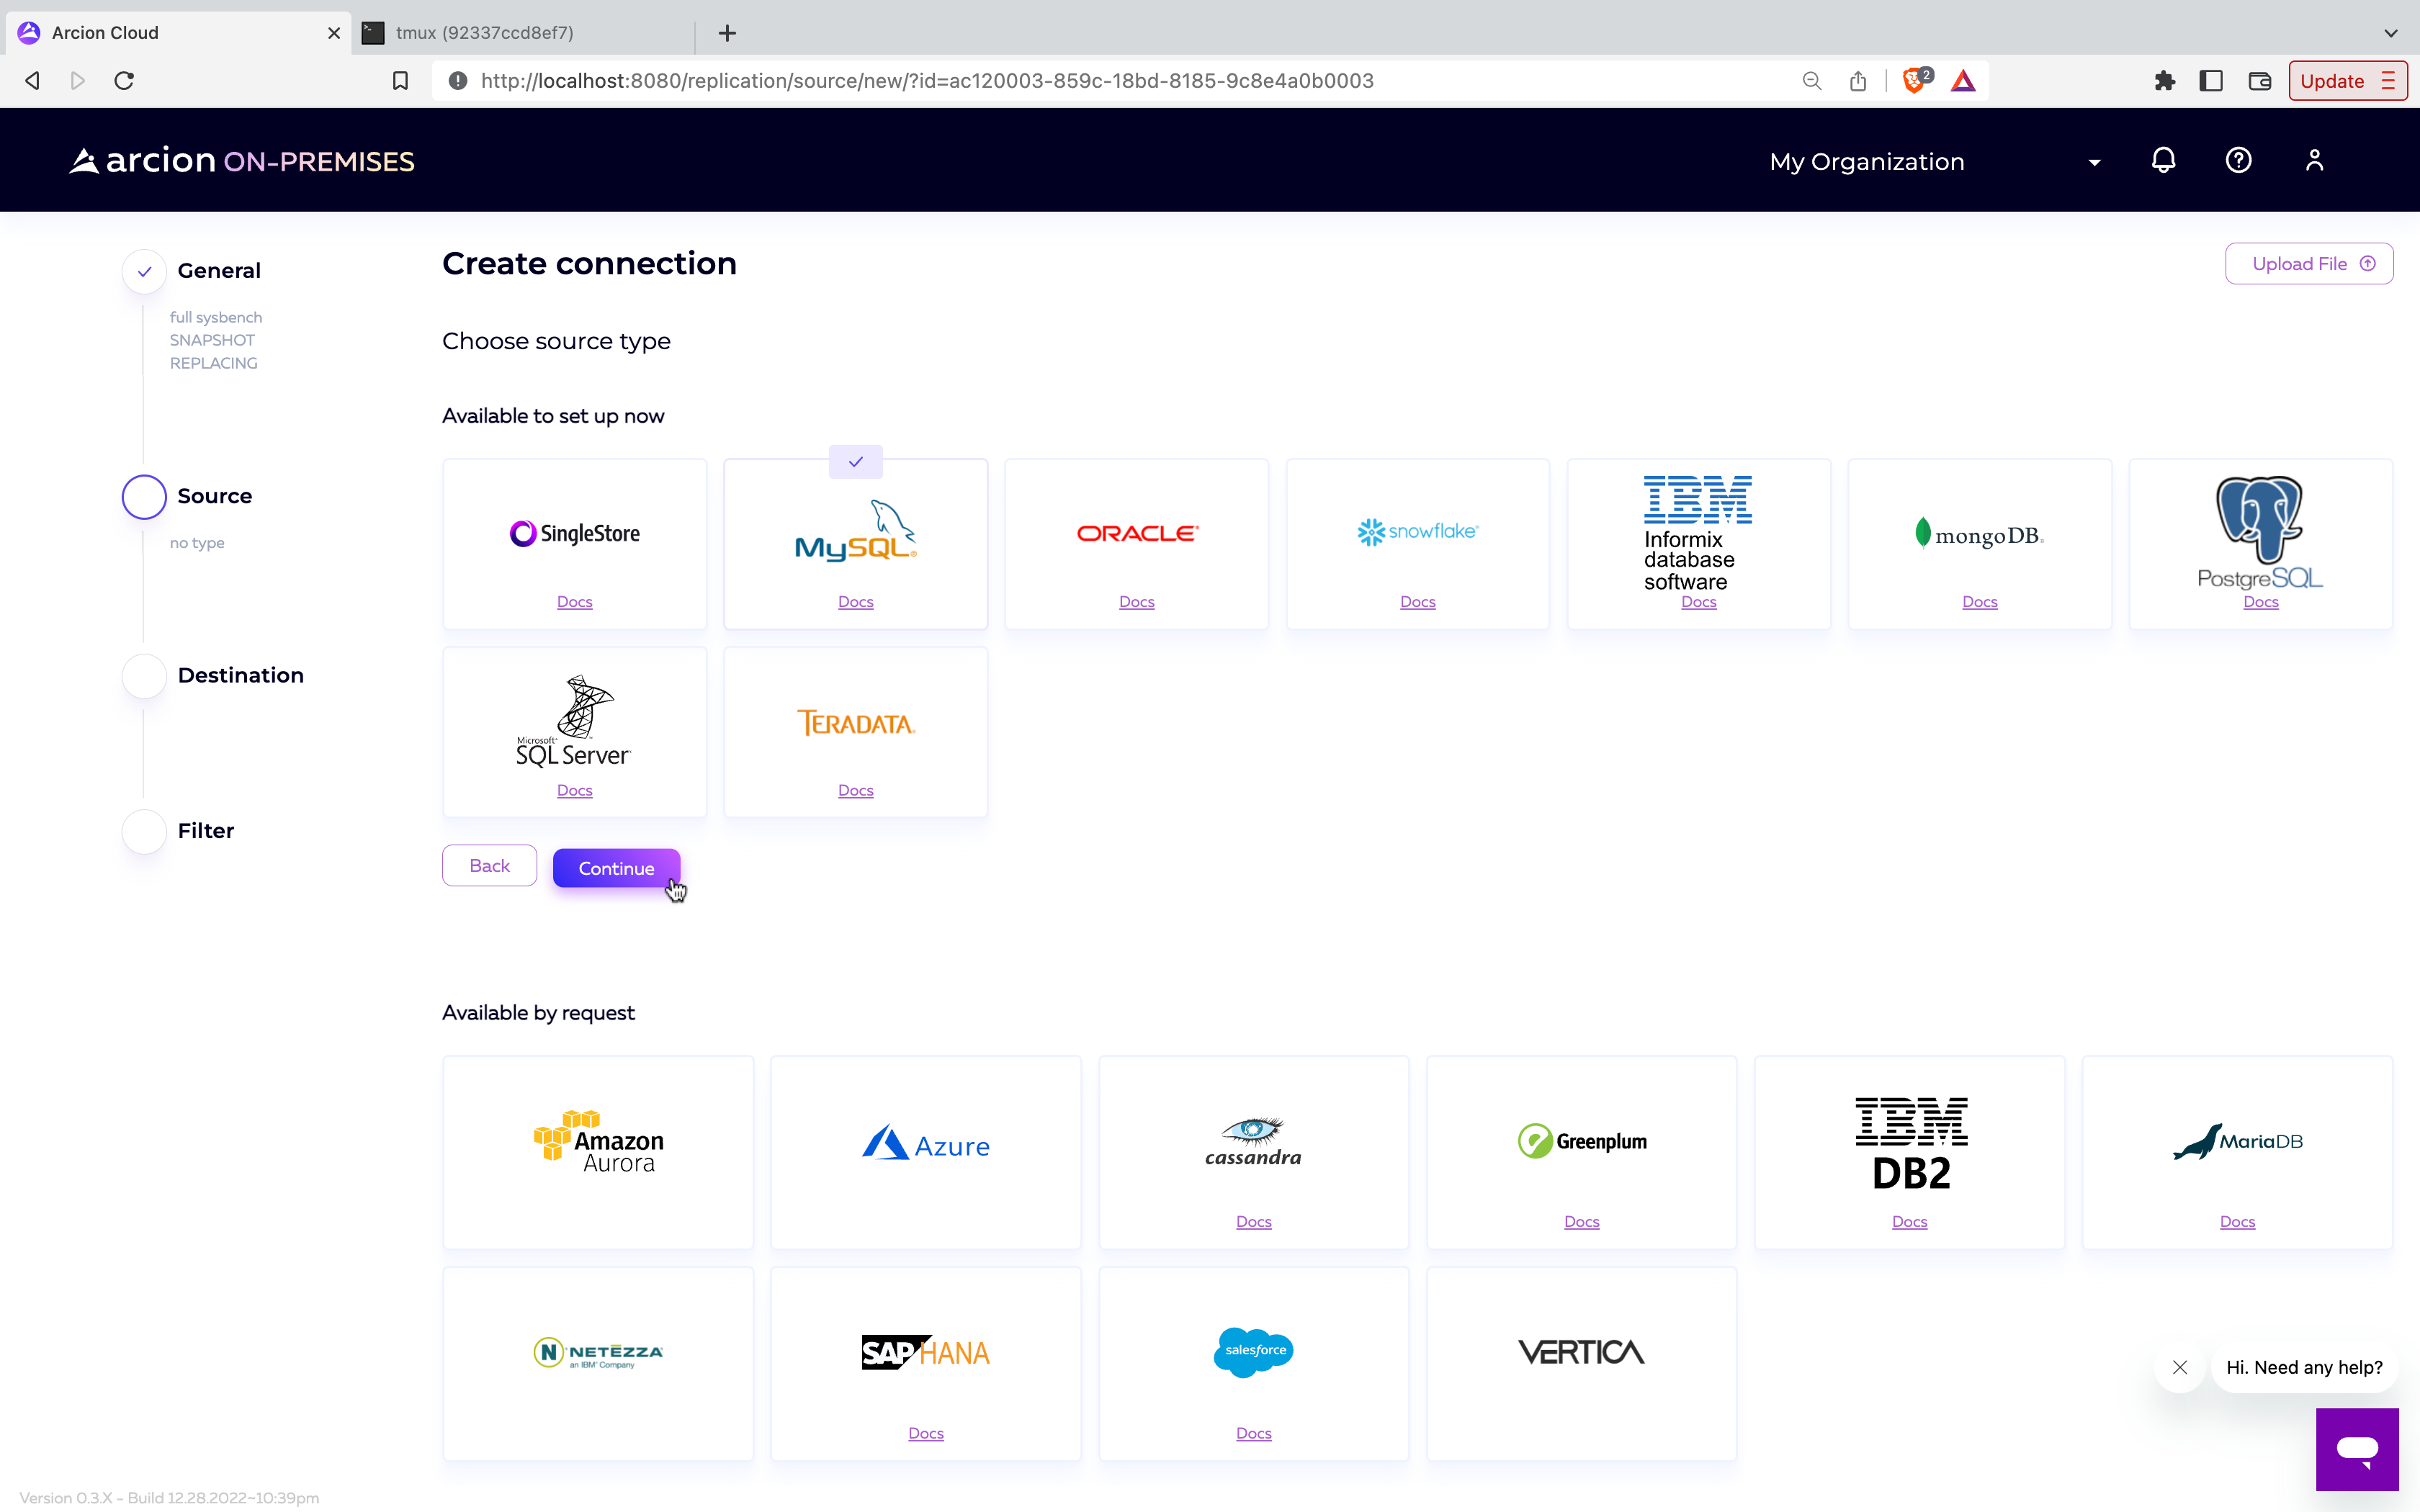 Arcion Cloud
tmux (92337ccd8ef7)
http://localhost:8080/replication/source/new/?id=ac120003-859c-18bd-8185-9c8e4a0b0003
2
Update
arcion ON-PREMISES
My Organization
General
full sysbench
SNAPSHOT
REPLACING
Source
no type
Destination
Filter
Create connection
Upload File
Choose source type
Available to set up now
SingleStore
Docs
MySQL
Docs
ORACLE
Docs
snowflake
Docs
IBM
Informix
database
software
Docs
mongoDB
Docs
PostgreSQL
Docs
Microsoft
SQL Server
Docs
TERADATA
Docs
Back
Continue
Available by request
Amazon
Aurora
Azure
cassandra
Docs
Greenplum
Docs
IBM
DB2
Docs
MariaDB
Docs
NETEZZA
an IBM Company
SAP HANA
Docs
salesforce
Docs
VERTICA
Hi. Need any help?
Version 0.3.X - Build 12.28.2022~10:39pm